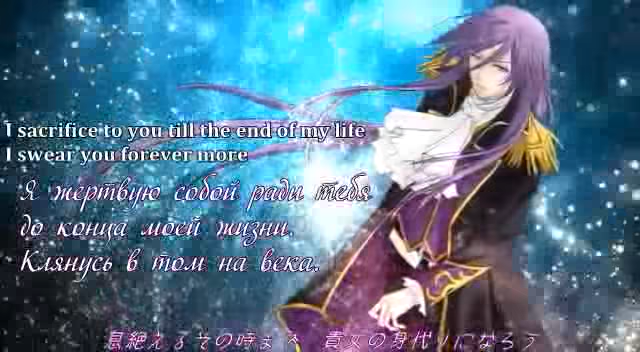 I sacrifice to you till the end of my life
I swear you forever more
Я жертвую собой ради тебя
до конца моей жизни.
Клянусь в том на века.
息絶えるその時まで 貴女の身代りになろう